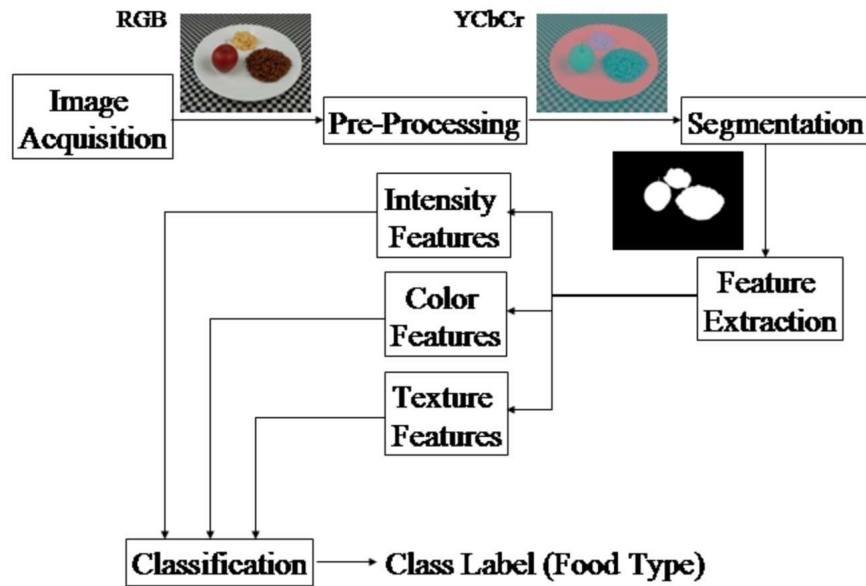 RGB
YCbCr
Image
Acquisition
Pre-Processing
Segmentation
Intensity
Features
Color
Features
Texture
Features
Feature
Extraction
Classification
Class Label (Food Type)